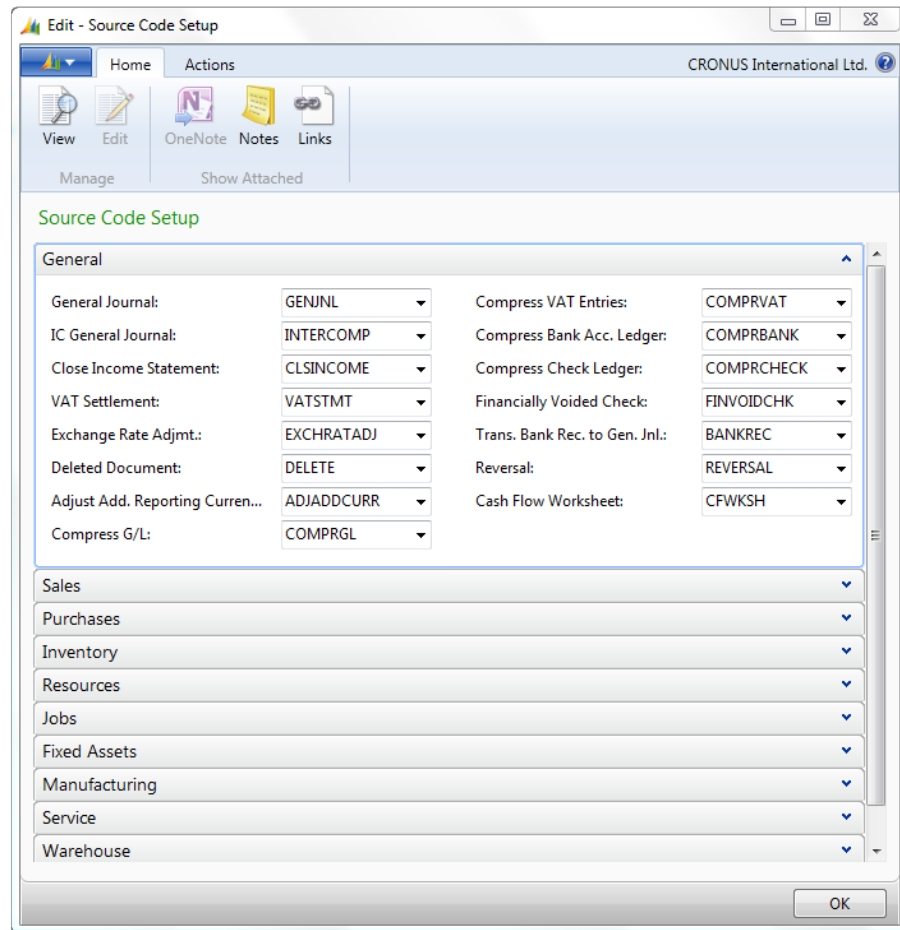 Edit - Source Code Setup
Home Actions CRONUS International Ltd.
View Edit OneNote Notes Links
Manage Show Attached
Source Code Setup
General
General Journal: GENJNL Compress VAT Entries: COMPRVAT
IC General Journal: INTERCOMP Compress Bank Acc. Ledger: COMPRBANK
Close Income Statement: CLSINCOME Compress Check Ledger: COMPRCHECK
VAT Settlement: VATSTMT Financially Voided Check: FINVOIDCHK
Exchange Rate Adjmt.: EXCHRATADJ Trans. Bank Rec. to Gen. Jnl.: BANKREC
Deleted Document: DELETE Reversal: REVERSAL
Adjust Add. Reporting Curren... ADJADDCURR Cash Flow Worksheet: CFWKSH
Compress G/L: COMPRGL
Sales
Purchases
Inventory
Resources
Jobs
Fixed Assets
Manufacturing
Service
Warehouse
OK